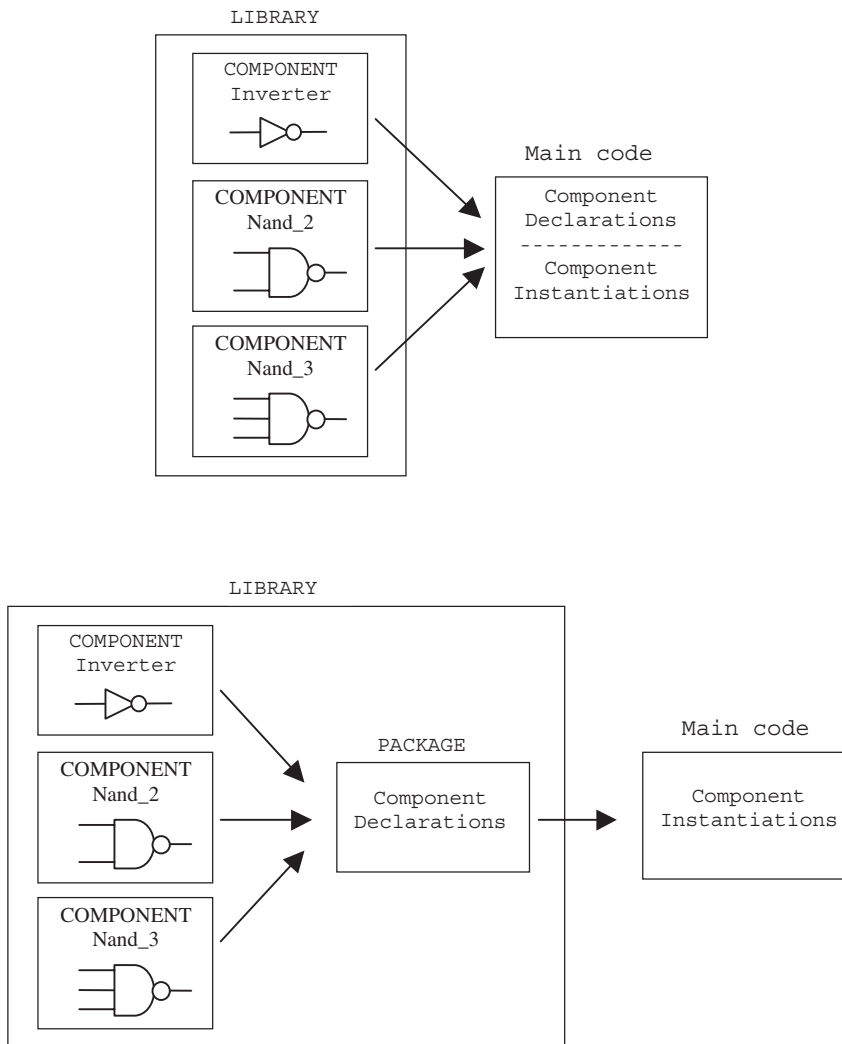 LIBRARY
COMPONENT
Inverter
COMPONENT
Nand_2
COMPONENT
Nand_3
Main code
Component
Declarations
-------------
Component
Instantiations
LIBRARY
COMPONENT
Inverter
COMPONENT
Nand_2
COMPONENT
Nand_3
PACKAGE
Component
Declarations
Main code
Component
Instantiations